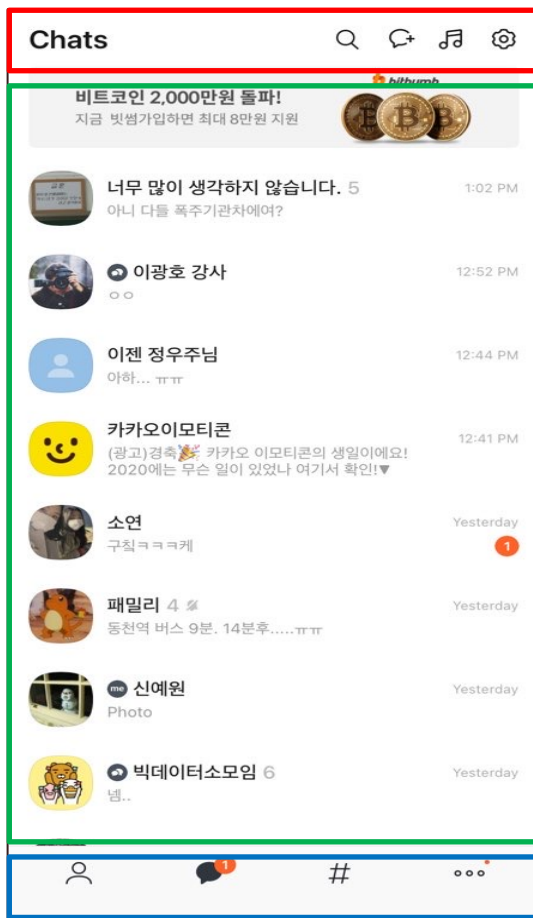 Chats
bithumb
비트코인 2,000만원 돌파!
지금 빗썸가입하면 최대 8만원 지원
너무 많이 생각하지 않습니다. 5
1:02 PM
아니 다들 폭주기관차에여?
이광호 강사
12:52 PM
ㅇㅇ
이젠 정우주님
12:44 PM
아하... ㅠㅠ
카카오이모티콘
12:41 PM
(광고)경축🎉 카카오 이모티콘의 생일이에요!
2020에는 무슨 일이 있었나 여기서 확인!▼
소연
Yesterday
구칰ㅋㅋㅋ케
1
패밀리 4
Yesterday
동천역 버스 9분. 14분후.....ㅠㅠ
me 신예원
Yesterday
Photo
빅데이터소모임 6
Yesterday
넴..
1
#